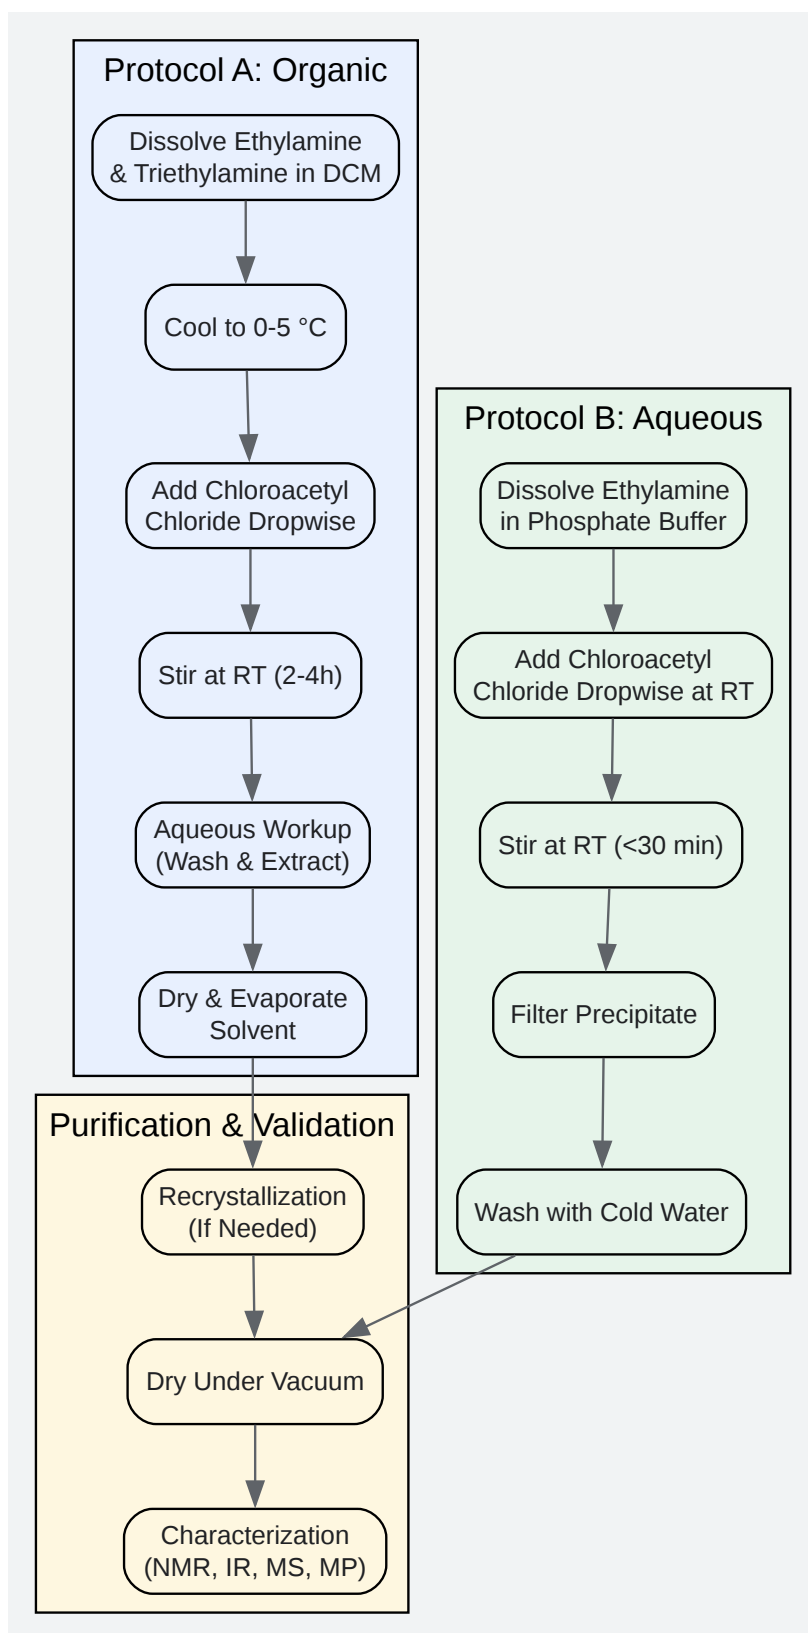 Protocol A: Organic
Dissolve Ethylamine
& Triethylamine in DCM
Cool to 0-5 °C
Add Chloroacetyl
Chloride Dropwise
Stir at RT (2-4h)
Aqueous Workup
(Wash & Extract)
Dry & Evaporate
Solvent
Protocol B: Aqueous
Dissolve Ethylamine
in Phosphate Buffer
Add Chloroacetyl
Chloride Dropwise at RT
Stir at RT (<30 min)
Filter Precipitate
Wash with Cold Water
Purification & Validation
Recrystallization
(If Needed)
Dry Under Vacuum
Characterization
(NMR, IR, MS, MP)